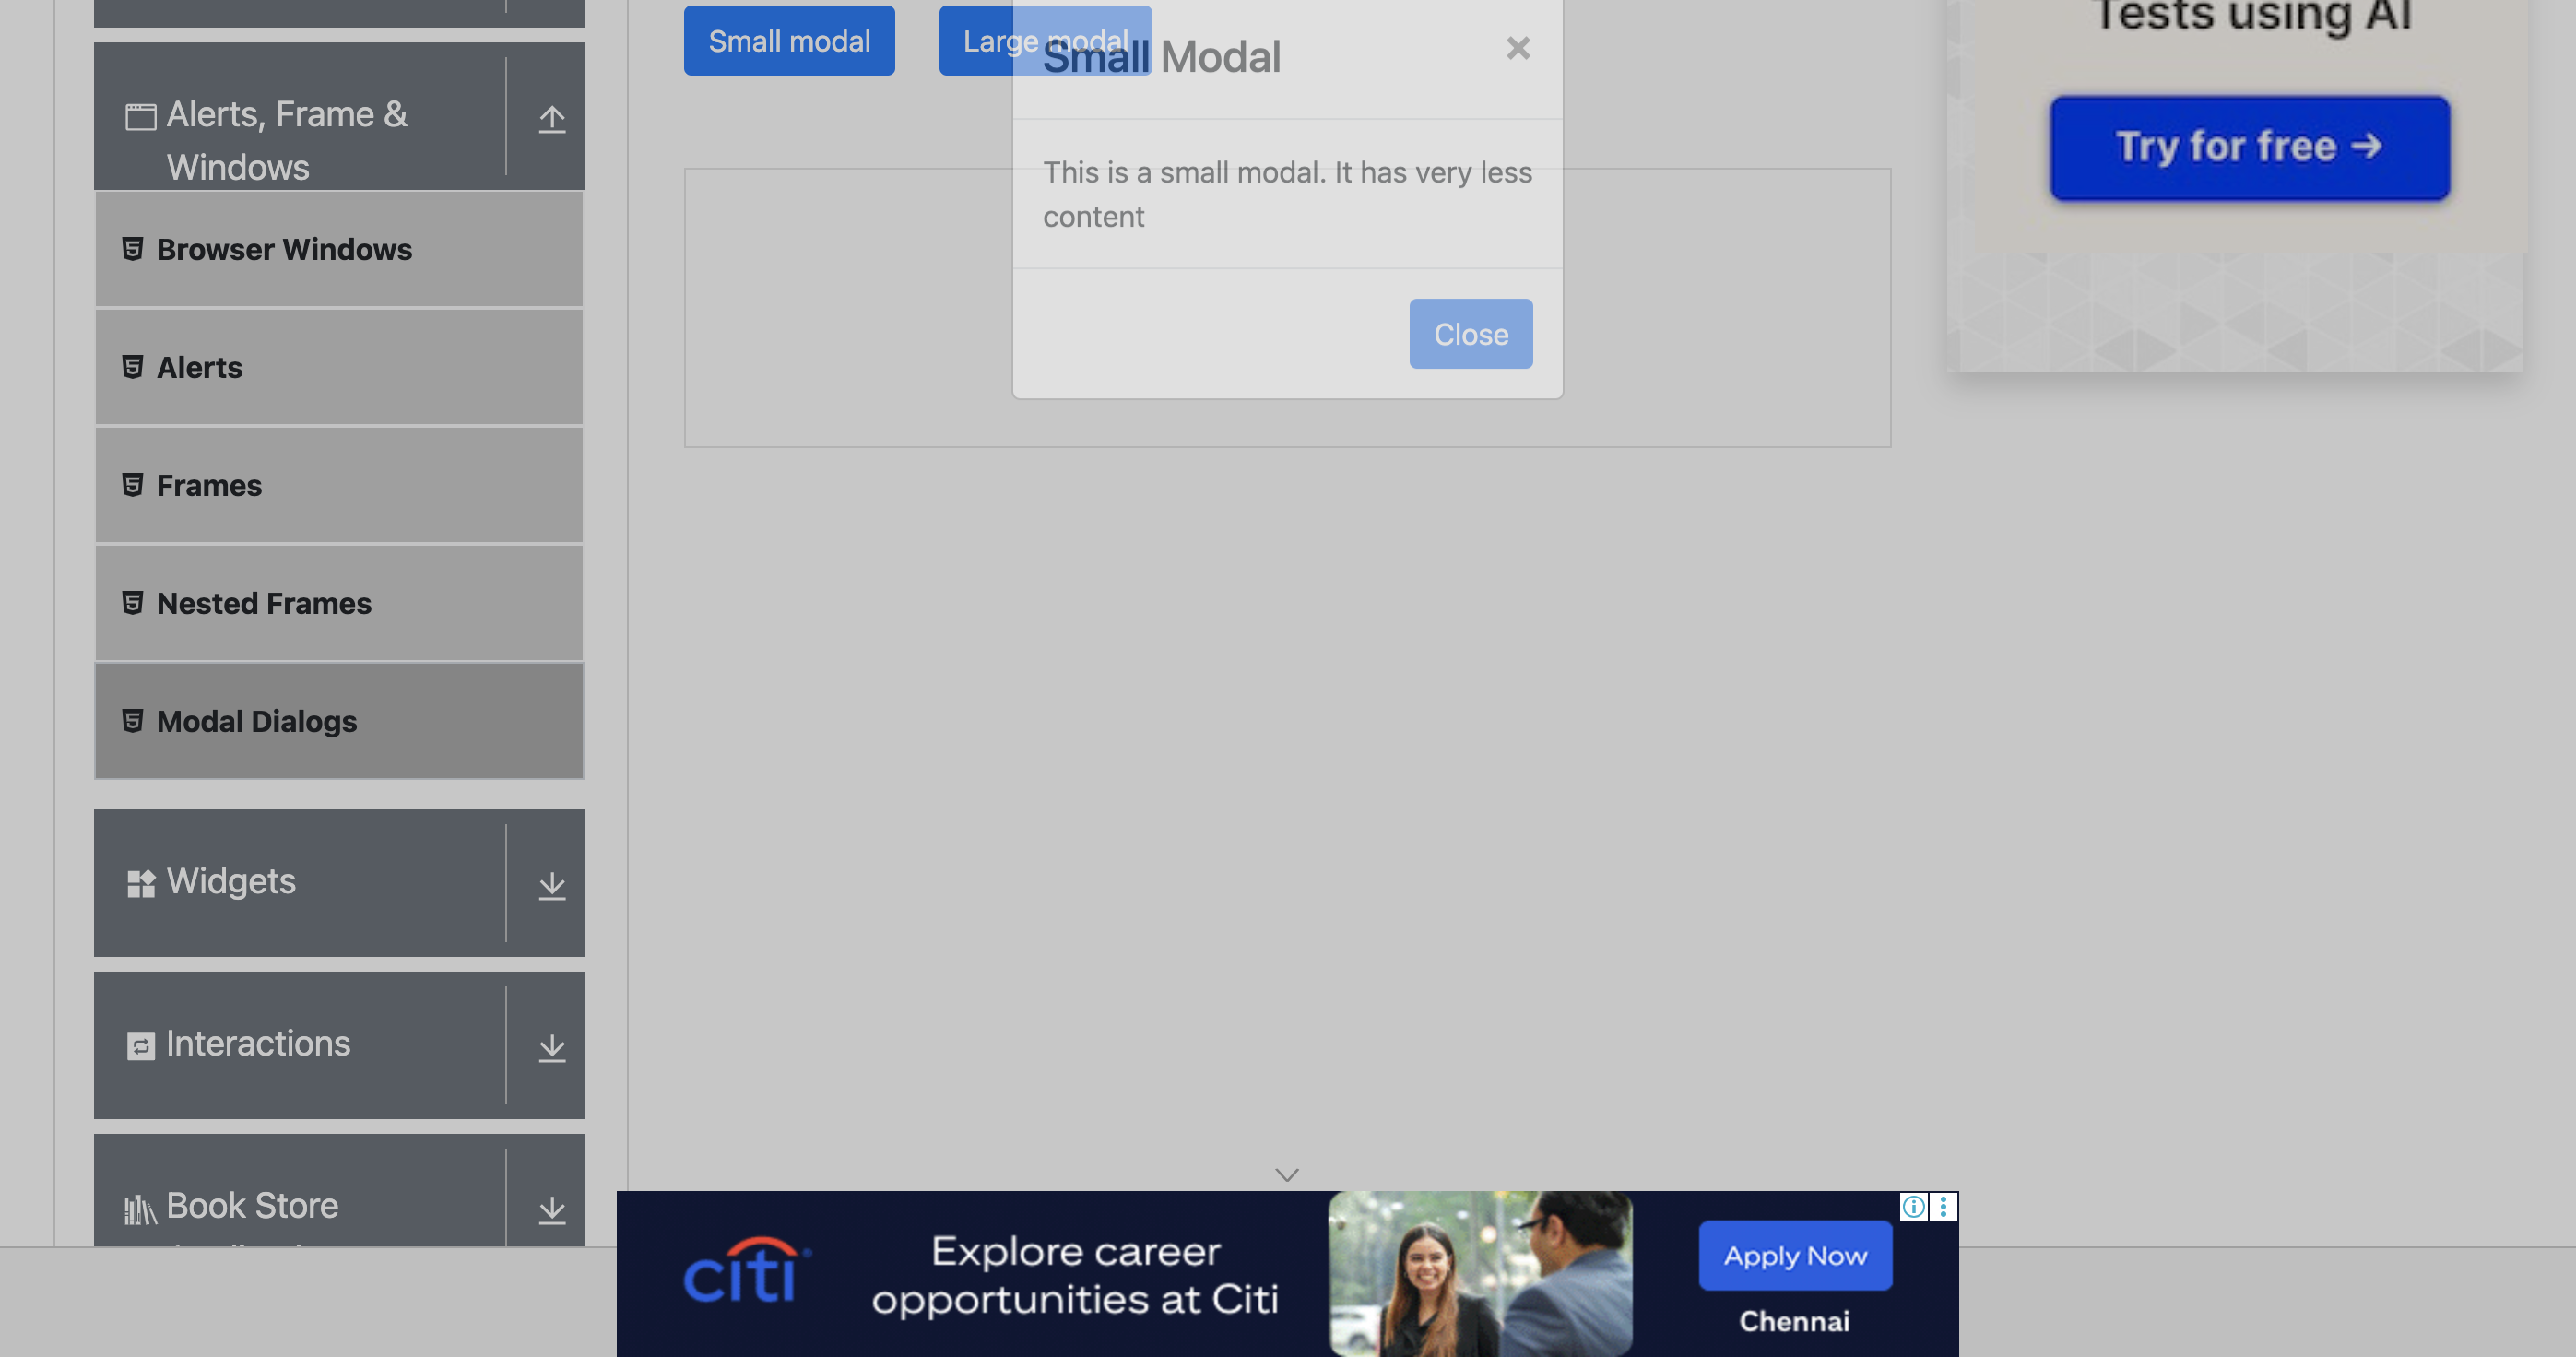 Small modal
Large modal
Small Modal
×
Tests using AI
Try for free →
Alerts, Frame &
Windows
This is a small modal. It has very less
content
Close
Browser Windows
Alerts
Frames
Nested Frames
Modal Dialogs
Widgets
Interactions
Book Store
citi
Explore career
opportunities at Citi
Apply Now
Chennai